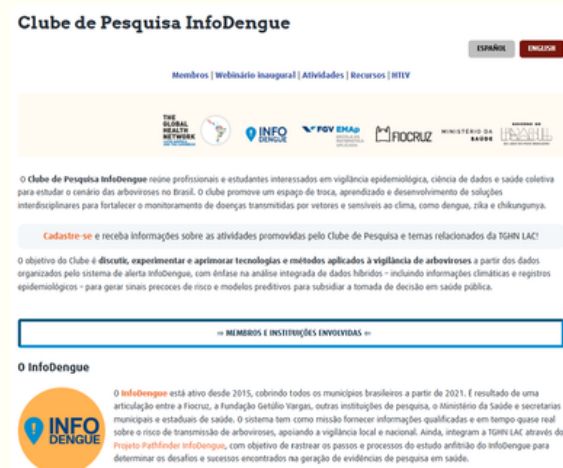 Clube de Pesquisa InfoDengue
ESPAÑOL ENGLISH
Membros | Webinário inaugural | Atividades | Recursos | HTLV
THE
GLOBAL
HEALTH
NETWORK
INFO
DENGUE
FGV EMAp
FIOCRUZ
MINISTÉRIO DA
SAÚDE
O Clube de Pesquisa InfoDengue reúne profissionais e estudantes interessados em vigilância epidemiológica, ciência de dados e saúde coletiva
para estudar o cenário das arboviroses no Brasil. O clube promove um espaço de troca, aprendizado e desenvolvimento de soluções
interdisciplinares para fortalecer o monitoramento de doenças transmitidas por vetores e sensíveis ao clima, como dengue, zika e chikungunya.
Cadastre-se e receba informações sobre as atividades promovidas pelo Clube de Pesquisa e temas relacionados da TGHN LAC!
O objetivo do Clube é discutir, experimentar e aprimorar tecnologias e métodos aplicados à vigilância de arboviroses a partir dos dados
organizados pelo sistema de alerta InfoDengue, com ênfase na análise integrada de dados híbridos – incluindo informações climáticas e registros
epidemiológicos – para gerar sinais precoces de risco e modelos preditivos para subsidiar a tomada de decisão em saúde pública.
MEMBROS E INSTITUIÇÕES ENVOLVIDAS
O InfoDengue
INFO
DENGUE
O InfoDengue está ativo desde 2015, cobrindo todos os municípios brasileiros a partir de 2021. É resultado de uma
articulação entre a Fiocruz, a Fundação Getúlio Vargas, outras instituições de pesquisa, o Ministério da Saúde e secretarias
municipais e estaduais de saúde. O sistema tem como missão fornecer informações qualificadas e em tempo quase real
sobre o risco de transmissão de arboviroses, apoiando a vigilância local e nacional. Ainda, integram a TGHN LAC através do
Projeto Pathfinder InfoDengue, com objetivo de rastrear os passos e processos do estudo anfitrião do InfoDengue para
determinar os desafios e sucessos encontrados na geração de evidências de pesquisa em saúde.